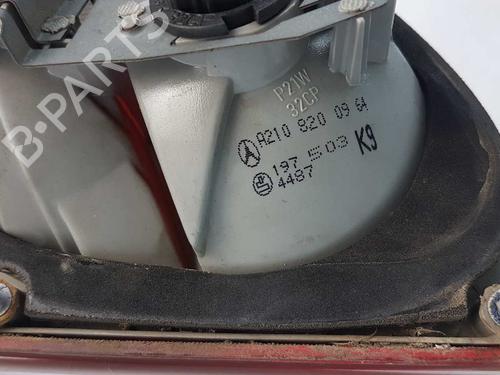 B-PARTS
P21W
32CP
A210 820 09 64
197 503 K9
4487